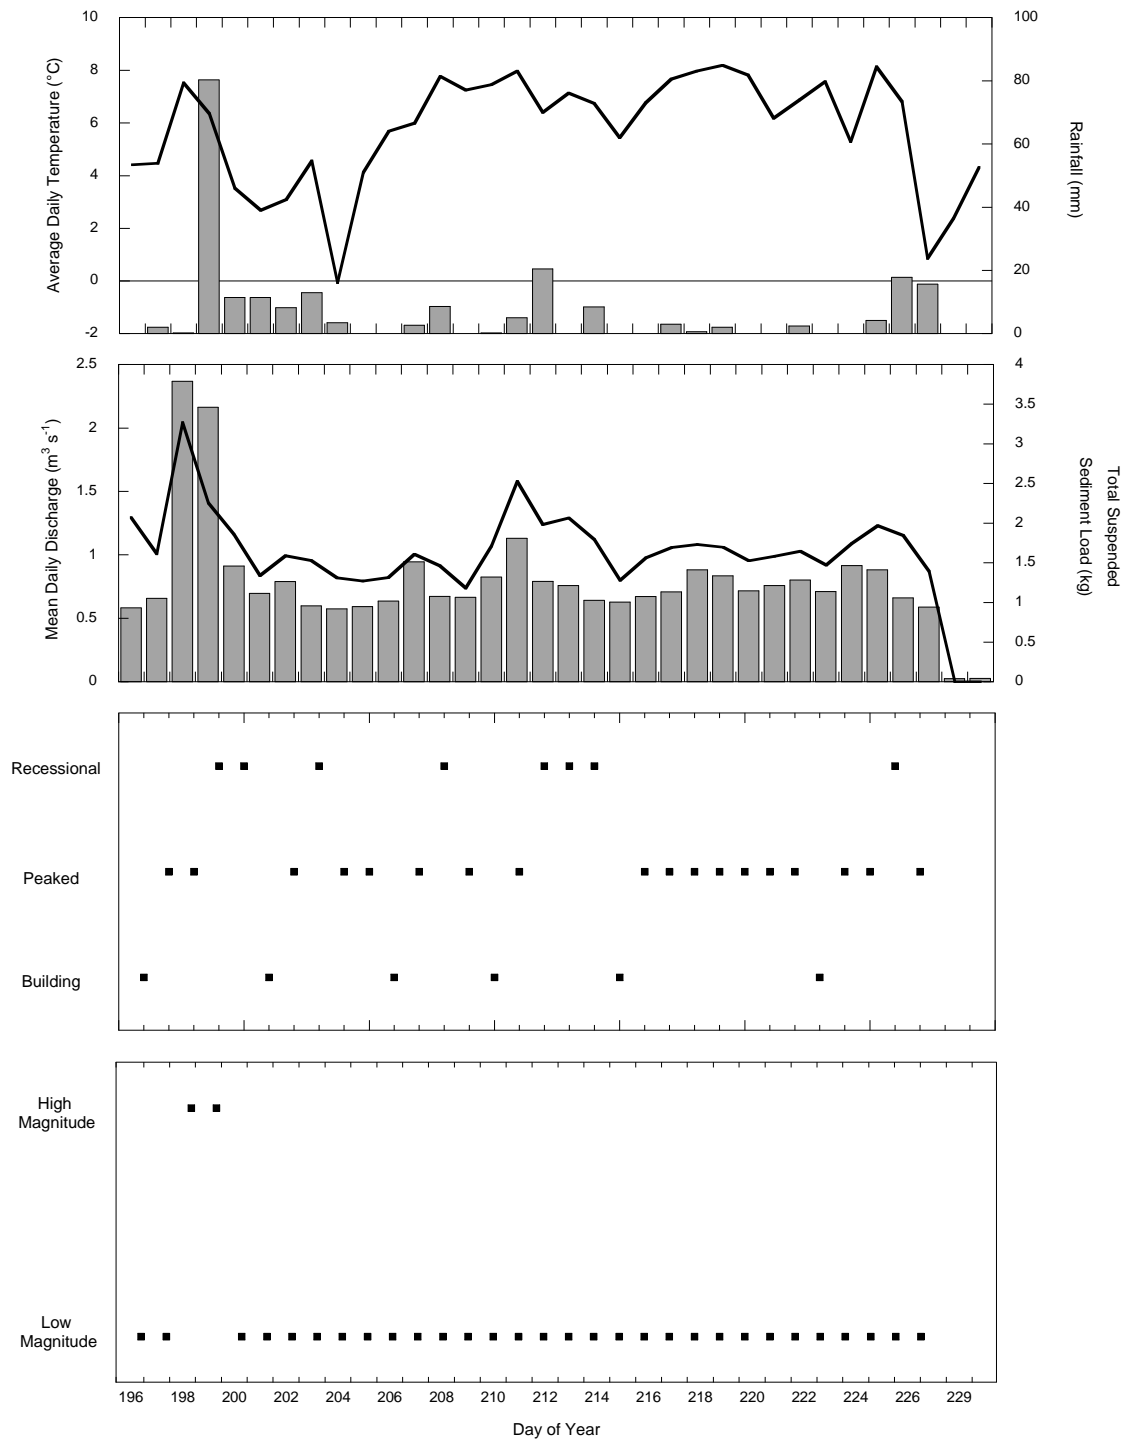 10
8
6
4
2
0
-2
Average Daily Temperature (°C)
100
80
60
40
20
0
Rainfall (mm)
2.5
2
1.5
1
0.5
0
Mean Daily Discharge (m³ s⁻¹)
4
3.5
3
2.5
2
1.5
1
0.5
0
Total Suspended
Sediment Load (kg)
Recessional
Peaked
Building
High
Magnitude
Low
Magnitude
196 198 200 202 204 206 208 210 212 214 216 218 220 222 224 226 229
Day of Year